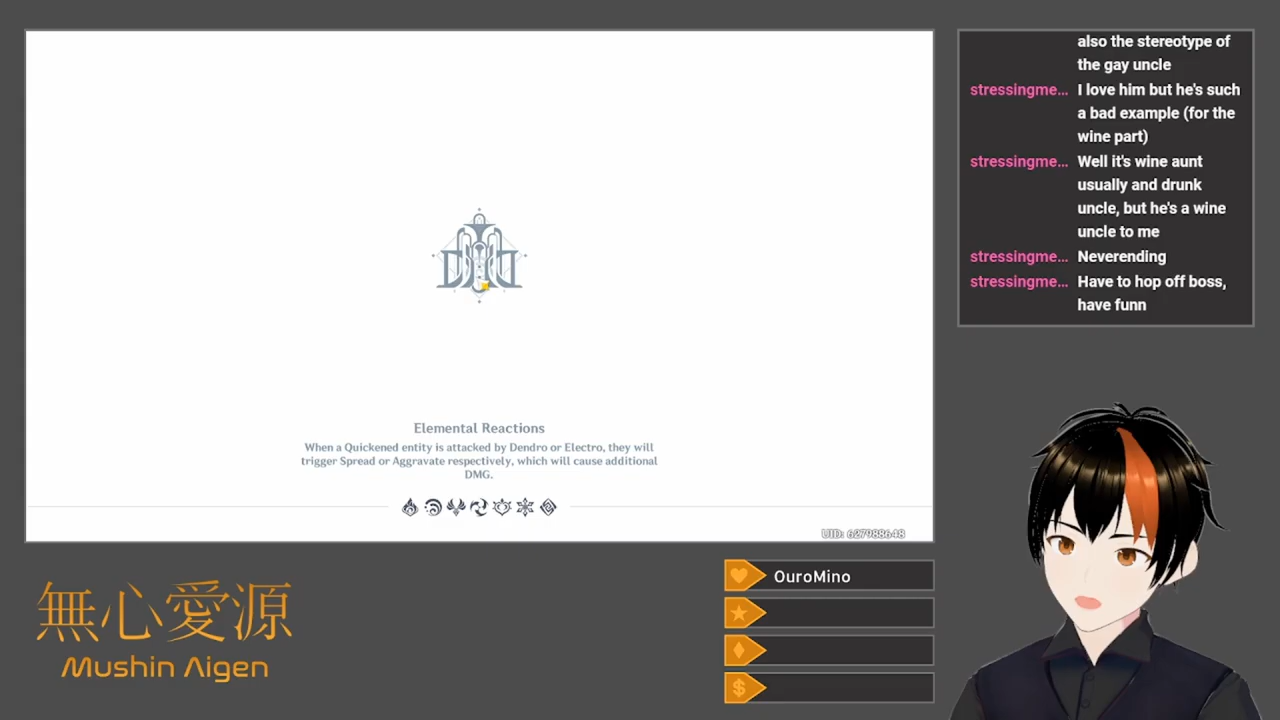 Elemental Reactions
When a Quickened entity is attacked by Dendro or Electro, they will
trigger Spread or Aggravate respectively, which will cause additional
DMG.
UID: 627988648
also the stereotype of
the gay uncle
stressingme... I love him but he's such
a bad example (for the
wine part)
stressingme... Well it's wine aunt
usually and drunk
uncle, but he's a wine
uncle to me
stressingme... Neverending
stressingme... Have to hop off boss,
have funn
無心愛源
Mushin Aigen
OuroMino